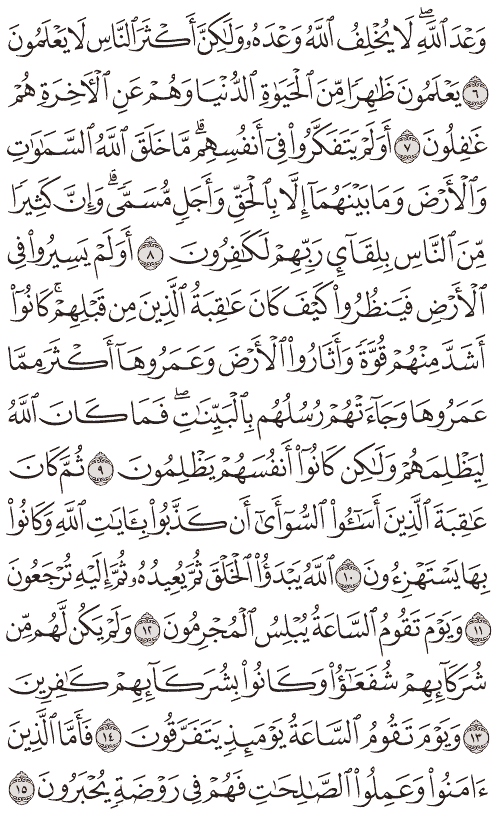 وَعْدَ ٱللَّهِ ۖ لَا يُخْلِفُ ٱللَّهُ وَعْدَهُۥ وَلَـٰكِنَّ أَكْثَرَ ٱلنَّاسِ لَا يَعْلَمُونَ
٦ يَعْلَمُونَ ظَـٰهِرًا مِّنَ ٱلْحَيَوٰةِ ٱلدُّنْيَا وَهُمْ عَنِ ٱلْـَٔاخِرَةِ هُمْ
غَـٰفِلُونَ ٧ أَوَلَمْ يَتَفَكَّرُوا۟ فِىٓ أَنفُسِهِم ۗ مَّا خَلَقَ ٱللَّهُ ٱلسَّمَـٰوَٰتِ
وَٱلْأَرْضَ وَمَا بَيْنَهُمَآ إِلَّا بِٱلْحَقِّ وَأَجَلٍ مُّسَمًّى ۗ وَإِنَّ كَثِيرًا
مِّنَ ٱلنَّاسِ بِلِقَآئِ رَبِّهِمْ لَكَـٰفِرُونَ ٨ أَوَلَمْ يَسِيرُوا۟ فِى
ٱلْأَرْضِ فَيَنظُرُوا۟ كَيْفَ كَانَ عَـٰقِبَةُ ٱلَّذِينَ مِن قَبْلِهِمْ ۚ كَانُوٓا۟
أَشَدَّ مِنْهُمْ قُوَّةً وَأَثَارُوا۟ ٱلْأَرْضَ وَعَمَرُوهَآ أَكْثَرَ مِمَّا
عَمَرُوهَا وَجَآءَتْهُمْ رُسُلُهُم بِٱلْبَيِّنَـٰتِ ۖ فَمَا كَانَ ٱللَّهُ
لِيَظْلِمَهُمْ وَلَـٰكِن كَانُوٓا۟ أَنفُسَهُمْ يَظْلِمُونَ ٩ ثُمَّ كَانَ
عَـٰقِبَةَ ٱلَّذِينَ أَسَـٰٓـُٔوا۟ ٱلسُّوٓأَىٰٓ أَن كَذَّبُوا۟ بِـَٔايَـٰتِ ٱللَّهِ وَكَانُوا۟
بِهَا يَسْتَهْزِءُونَ ١٠ ٱللَّهُ يَبْدَؤُا۟ ٱلْخَلْقَ ثُمَّ يُعِيدُهُۥ ثُمَّ إِلَيْهِ تُرْجَعُونَ
١١ وَيَوْمَ تَقُومُ ٱلسَّاعَةُ يُبْلِسُ ٱلْمُجْرِمُونَ ١٢ وَلَمْ يَكُن لَّهُم مِّن
شُرَكَآئِهِمْ شُفَعَـٰٓؤُا۟ وَكَانُوا۟ بِشُرَكَآئِهِمْ كَـٰفِرِينَ
١٣ وَيَوْمَ تَقُومُ ٱلسَّاعَةُ يَوْمَئِذٍ يَتَفَرَّقُونَ ١٤ فَأَمَّا ٱلَّذِينَ
ءَامَنُوا۟ وَعَمِلُوا۟ ٱلصَّـٰلِحَـٰتِ فَهُمْ فِى رَوْضَةٍ يُحْبَرُونَ ١٥